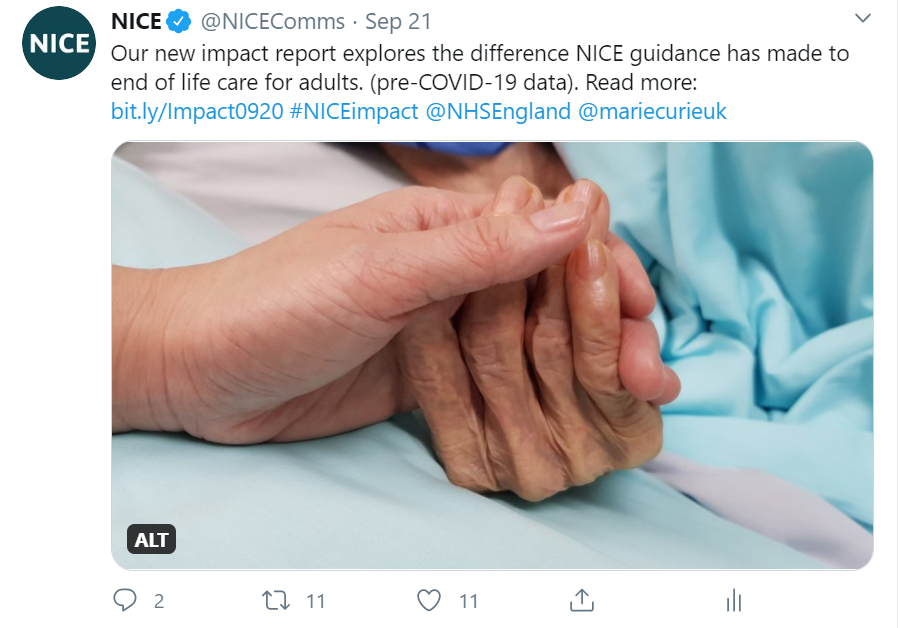 NICE
NICE @NICEComms · Sep 21
Our new impact report explores the difference NICE guidance has made to
end of life care for adults. (pre-COVID-19 data). Read more:
bit.ly/Impact0920 #NICEimpact @NHSEngland @mariecurieuk
ALT
2 11 11